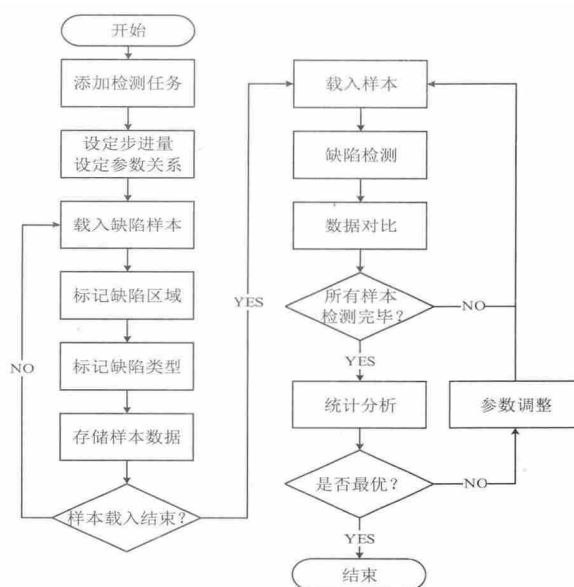 开始
添加检测任务
设定步进量
设定参数关系
载入缺陷样本
标记缺陷区域
标记缺陷类型
存储样本数据
样本载入结束?
NO
YES
载入样本
缺陷检测
数据对比
所有样本
检测完毕?
NO
YES
统计分析
参数调整
是否最优?
NO
YES
结束